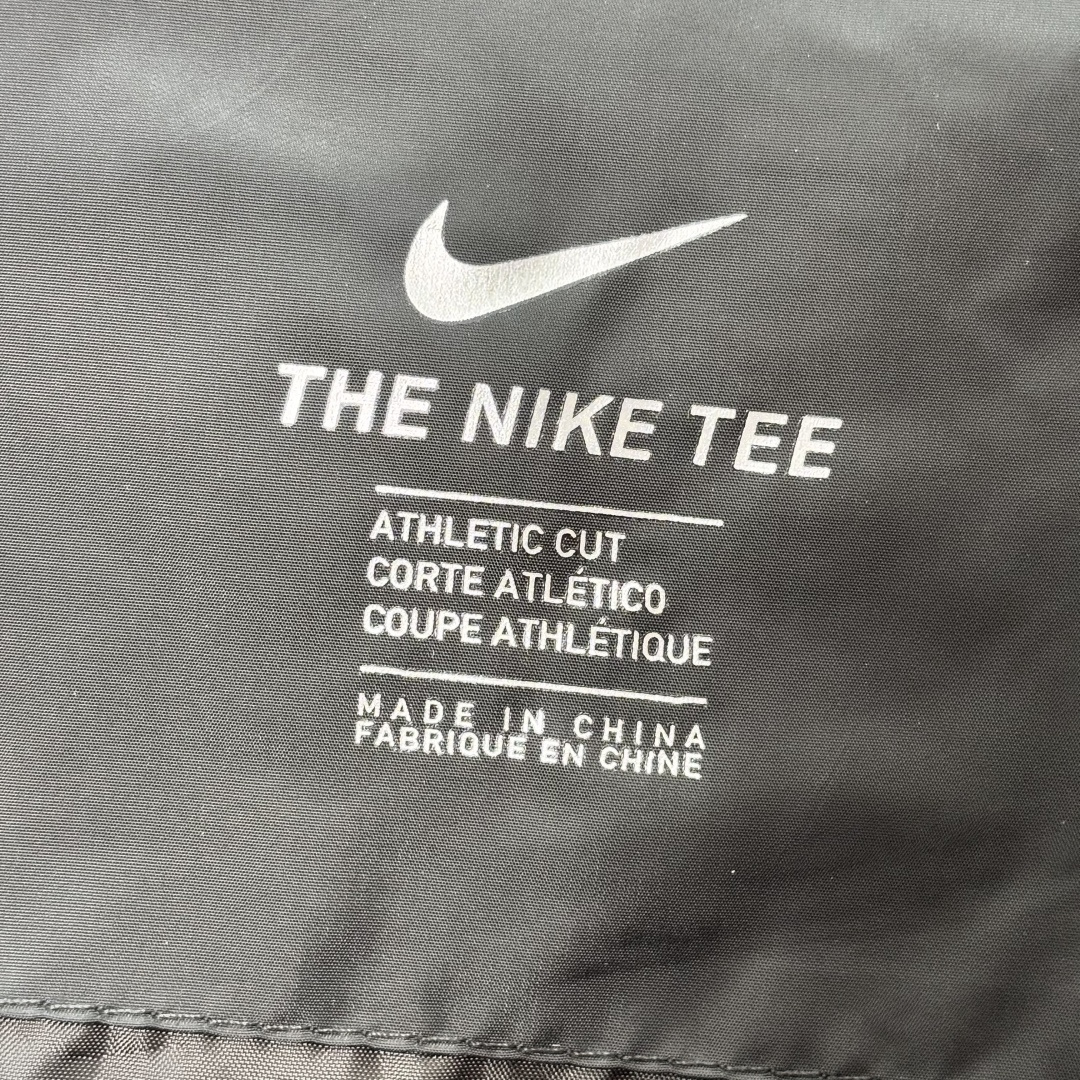 THE NIKE TEE
ATHLETIC CUT
CORTE ATLÉTICO
COUPE ATHLÉTIQUE
MADE IN CHINA
FABRIQUE EN CHINE